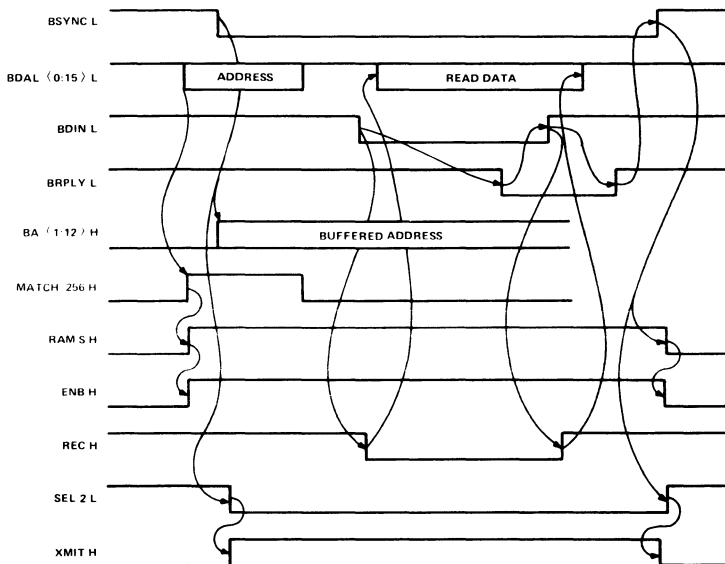 BSYNC L
BDAL ⟨0:15⟩ L
ADDRESS
READ DATA
BDIN L
BRPLY L
BA ⟨1:12⟩ H
BUFFERED ADDRESS
MATCH 256 H
RAM S H
ENB H
REC H
SEL 2 L
XMIT H